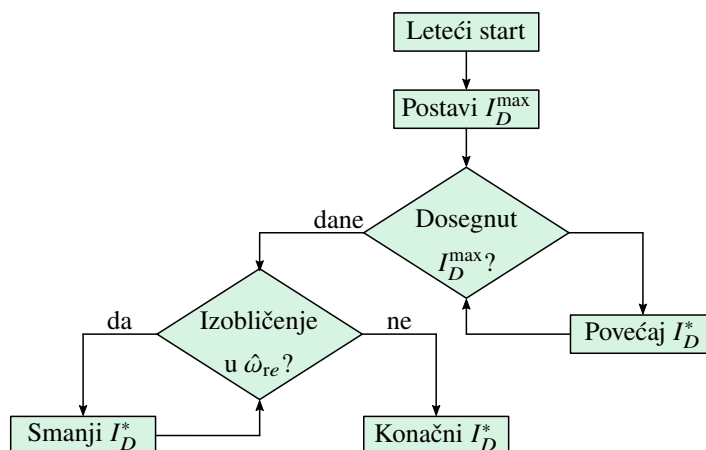 Leteći start
Postavi I_D^max
dane
Dosegnut
I_D^max?
da
Izobličenje
u ω̂_re?
ne
Povećaj I_D^*
Smanji I_D^*
Konačni I_D^*